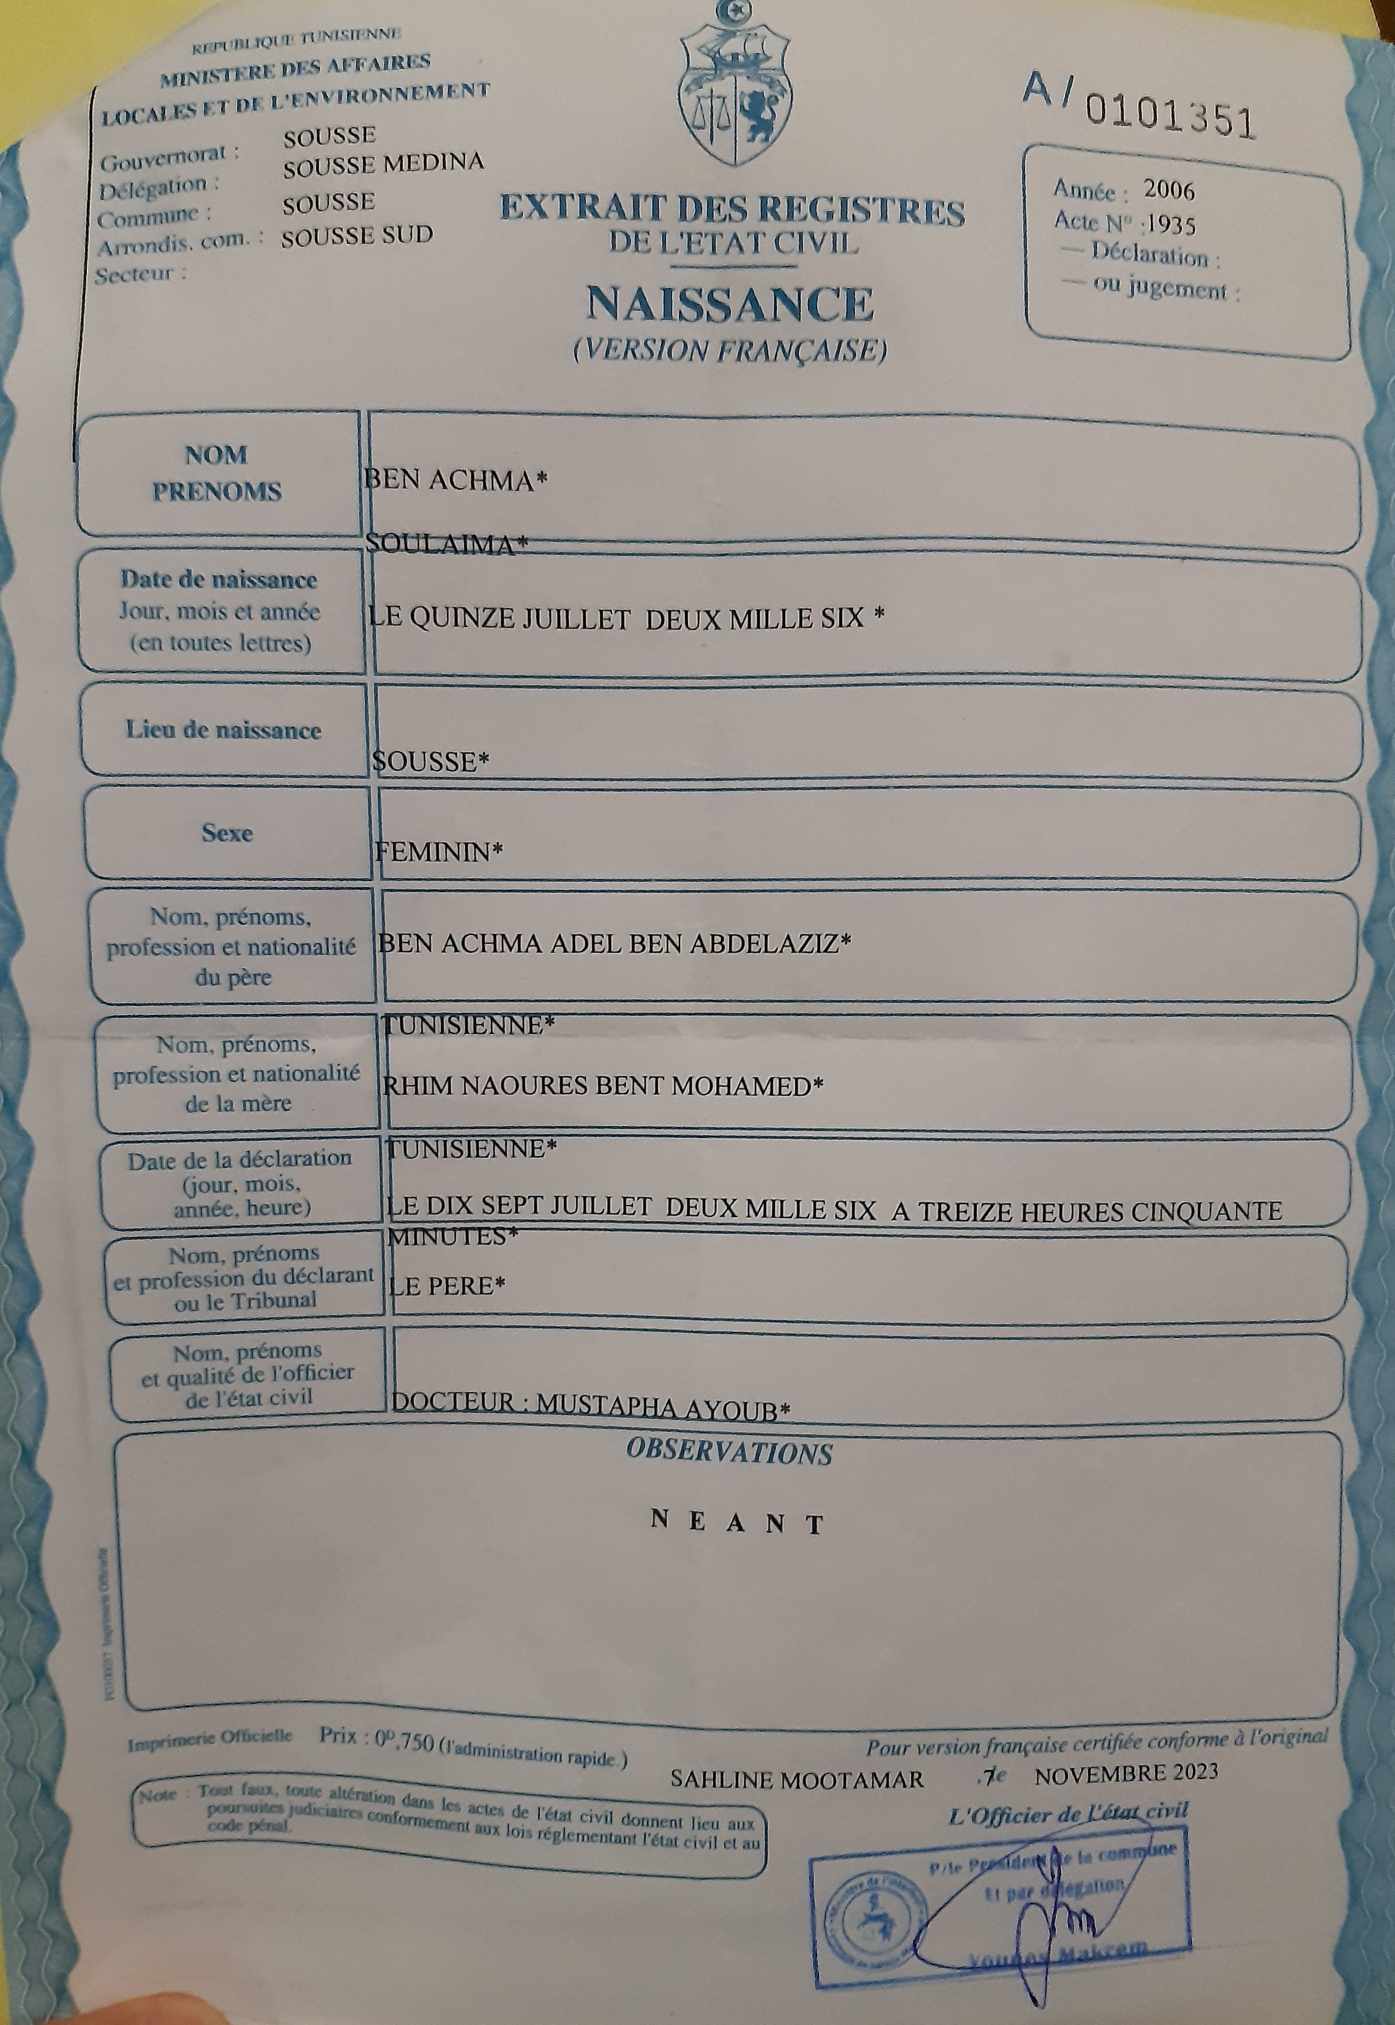 REPUBLIQUE TUNISIENNE
MINISTERE DES AFFAIRES
LOCALES ET DE L'ENVIRONNEMENT
Gouvernorat : SOUSSE
Délégation : SOUSSE MEDINA
Commune : SOUSSE
Arrondis. com. : SOUSSE SUD
Secteur :
EXTRAIT DES REGISTRES
DE L'ETAT CIVIL
NAISSANCE
(VERSION FRANÇAISE)
A/ 0101351
Année : 2006
Acte N° :1935
— Déclaration :
— ou jugement :
NOM
PRENOMS
BEN ACHMA*
SOULAIMA*
Date de naissance
Jour, mois et année
(en toutes lettres)
LE QUINZE JUILLET DEUX MILLE SIX *
Lieu de naissance
SOUSSE*
Sexe
FEMININ*
Nom, prénoms,
profession et nationalité
du père
BEN ACHMA ADEL BEN ABDELAZIZ*
TUNISIENNE*
Nom, prénoms,
profession et nationalité
de la mère
RHIM NAOURES BENT MOHAMED*
TUNISIENNE*
Date de la déclaration
(jour, mois,
année, heure)
LE DIX SEPT JUILLET DEUX MILLE SIX A TREIZE HEURES CINQUANTE
MINUTES*
Nom, prénoms
et profession du déclarant
ou le Tribunal
LE PERE*
Nom, prénoms
et qualité de l'officier
de l'état civil
DOCTEUR : MUSTAPHA AYOUB*
OBSERVATIONS
N E A N T
Imprimerie Officielle
Imprimerie Officielle Prix : 0ᴰ,750 (l'administration rapide.)
Pour version française certifiée conforme à l'original
SAHLINE MOOTAMAR NOVEMBRE 2023
Note : Tout faux, toute altération dans les actes de l'état civil donnent lieu aux
poursuites judiciaires conformement aux lois réglementant l'état civil et au
code pénal.
L'Officier de l'état civil
P/le Président de la commune
Et par délégation
Younes Makrem